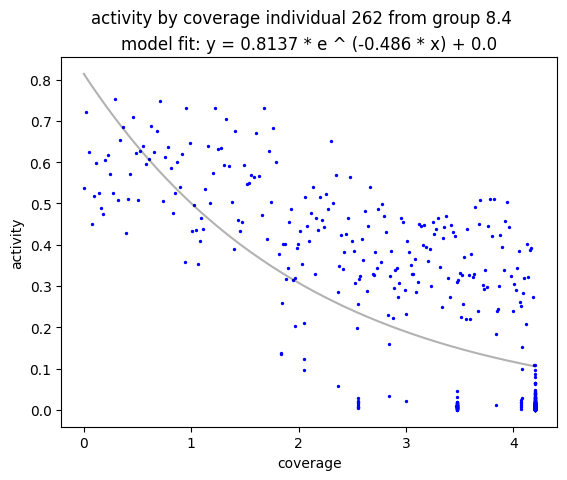 activity by coverage individual 262 from group 8.4
model fit: y = 0.8137 * e ^ (-0.486 * x) + 0.0
0.8
0.7
0.6
0.5
0.4
0.3
0.2
0.1
0.0
activity
0 1 2 3 4
coverage